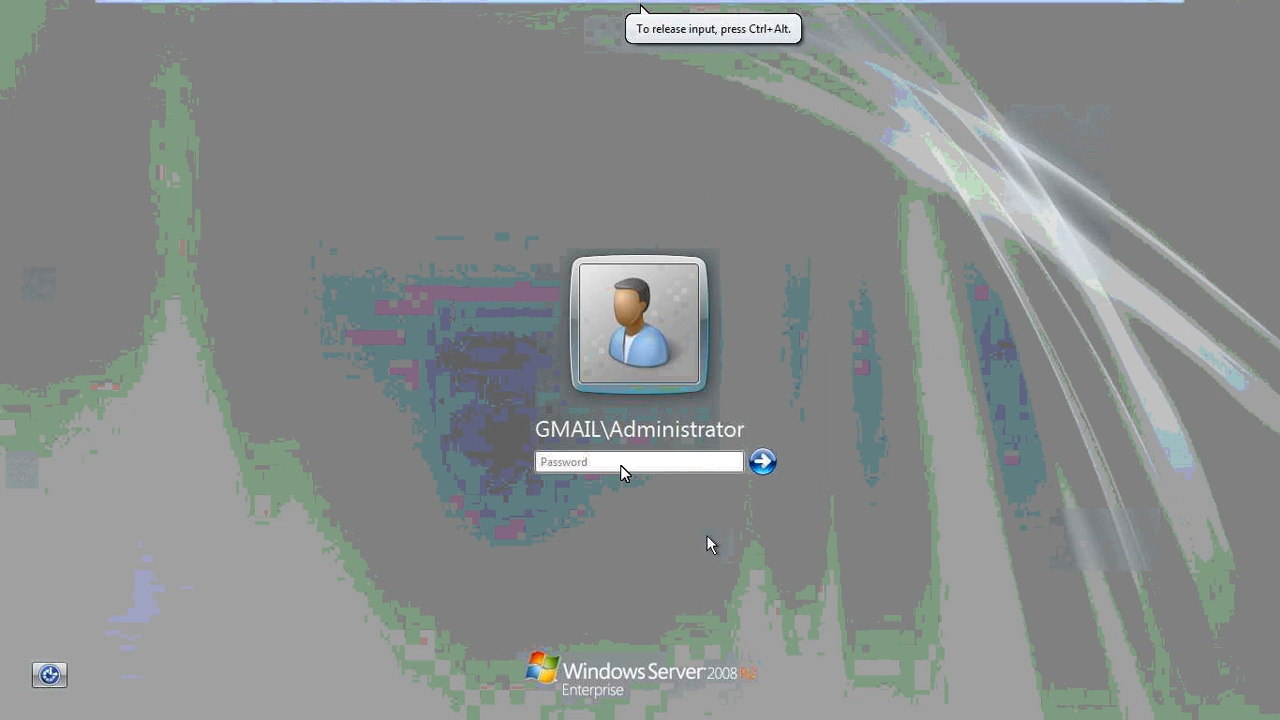 To release input, press Ctrl+Alt.
GMAIL\Administrator
Password
Windows Server 2008 R2
Enterprise